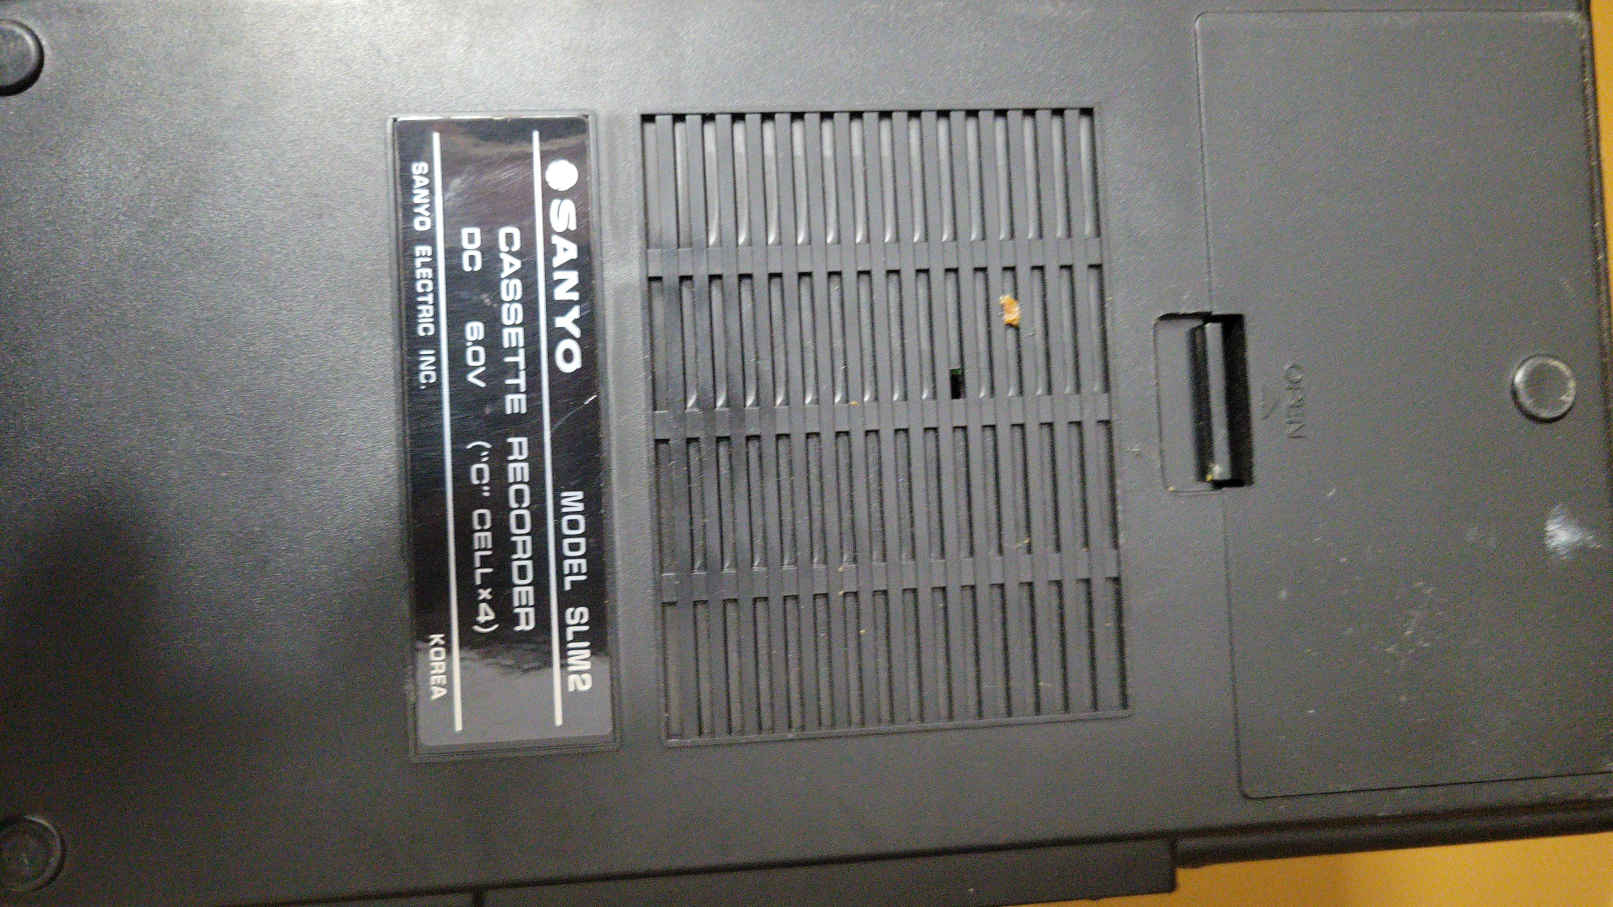 SANYO MODEL SLIM2
CASSETTE RECORDER
DC 6.0V ("C" CELL×4)
SANYO ELECTRIC INC. KOREA
OPEN